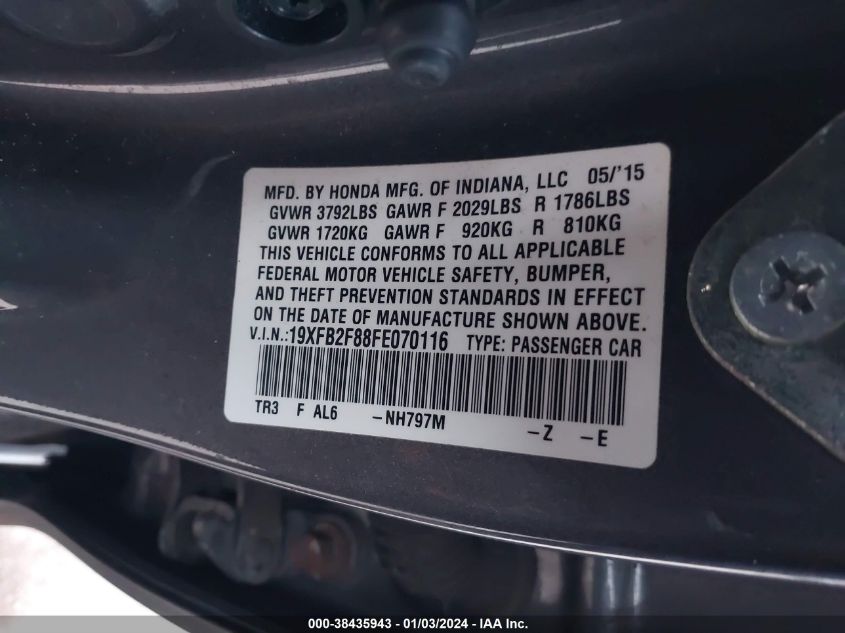 MFD. BY HONDA MFG. OF INDIANA, LLC 05/'15
GVWR 3792LBS GAWR F 2029LBS R 1786LBS
GVWR 1720KG GAWR F 920KG R 810KG
THIS VEHICLE CONFORMS TO ALL APPLICABLE
FEDERAL MOTOR VEHICLE SAFETY, BUMPER,
AND THEFT PREVENTION STANDARDS IN EFFECT
ON THE DATE OF MANUFACTURE SHOWN ABOVE.
V.I.N.:19XFB2F88FE070116 TYPE: PASSENGER CAR
TR3 F AL6 -NH797M -Z -E
000-38435943 - 01/03/2024 - IAA Inc.